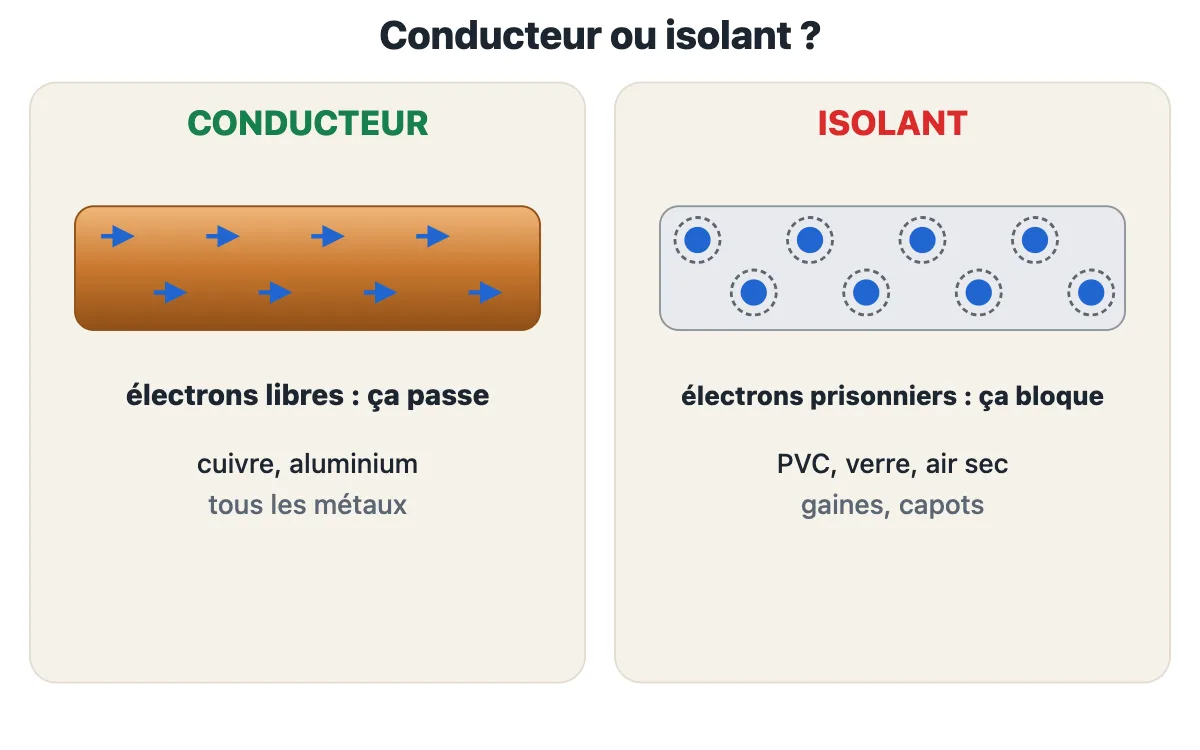 Conducteur ou isolant ?
CONDUCTEUR
électrons libres : ça passe
cuivre, aluminium
tous les métaux
ISOLANT
électrons prisonniers : ça bloque
PVC, verre, air sec
gaines, capots